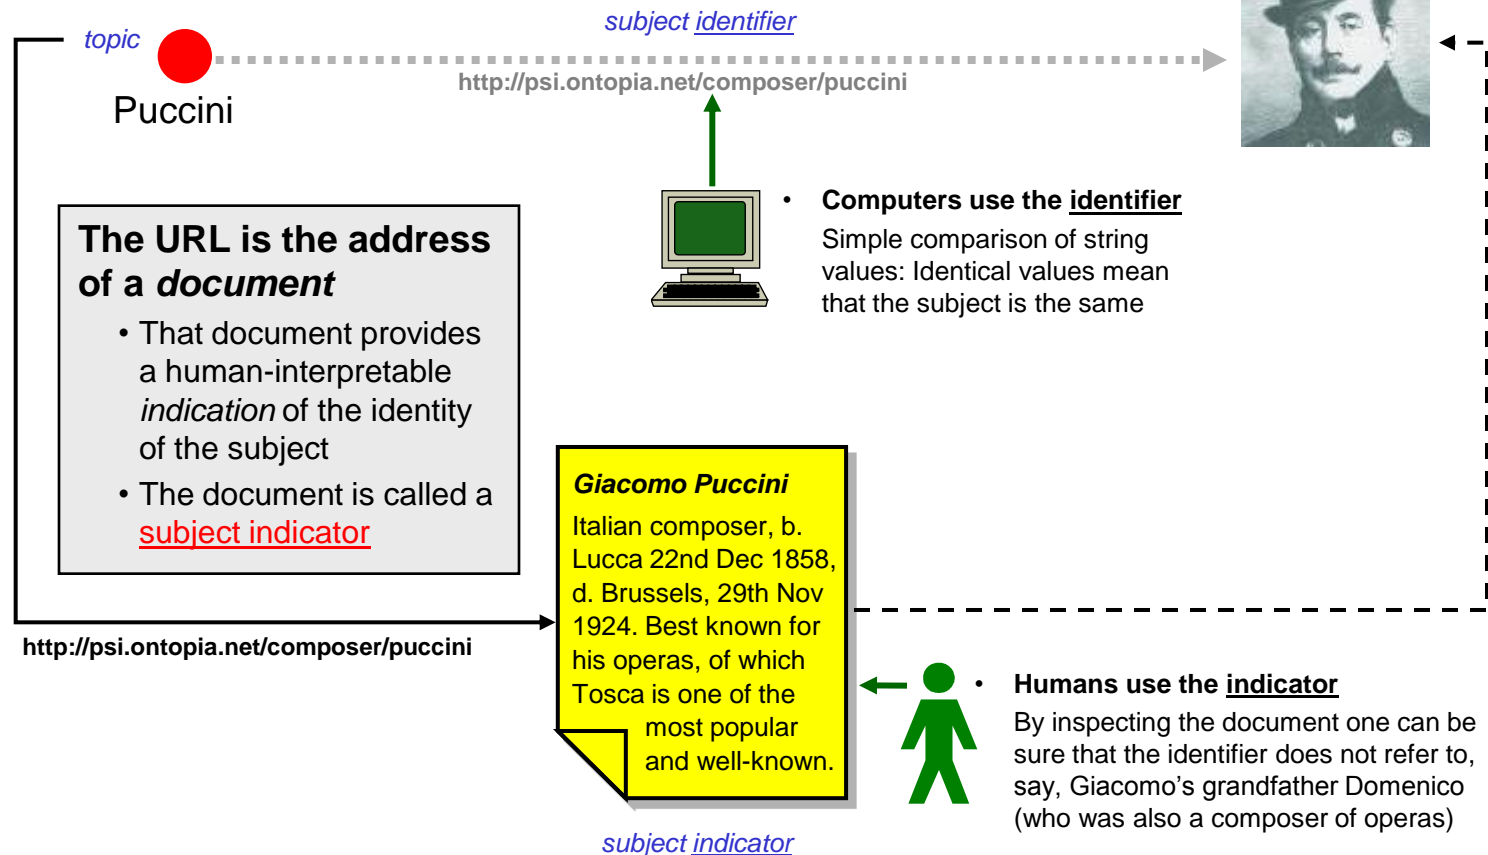 subject identifier
topic
http://psi.ontopia.net/composer/puccini
Puccini
• Computers use the identifier
Simple comparison of string
values: Identical values mean
that the subject is the same
The URL is the address
of a document
• That document provides
a human-interpretable
indication of the identity
of the subject
• The document is called a
subject indicator
Giacomo Puccini
Italian composer, b.
Lucca 22nd Dec 1858,
d. Brussels, 29th Nov
1924. Best known for
his operas, of which
Tosca is one of the
most popular
and well-known.
http://psi.ontopia.net/composer/puccini
• Humans use the indicator
By inspecting the document one can be
sure that the identifier does not refer to,
say, Giacomo's grandfather Domenico
(who was also a composer of operas)
subject indicator